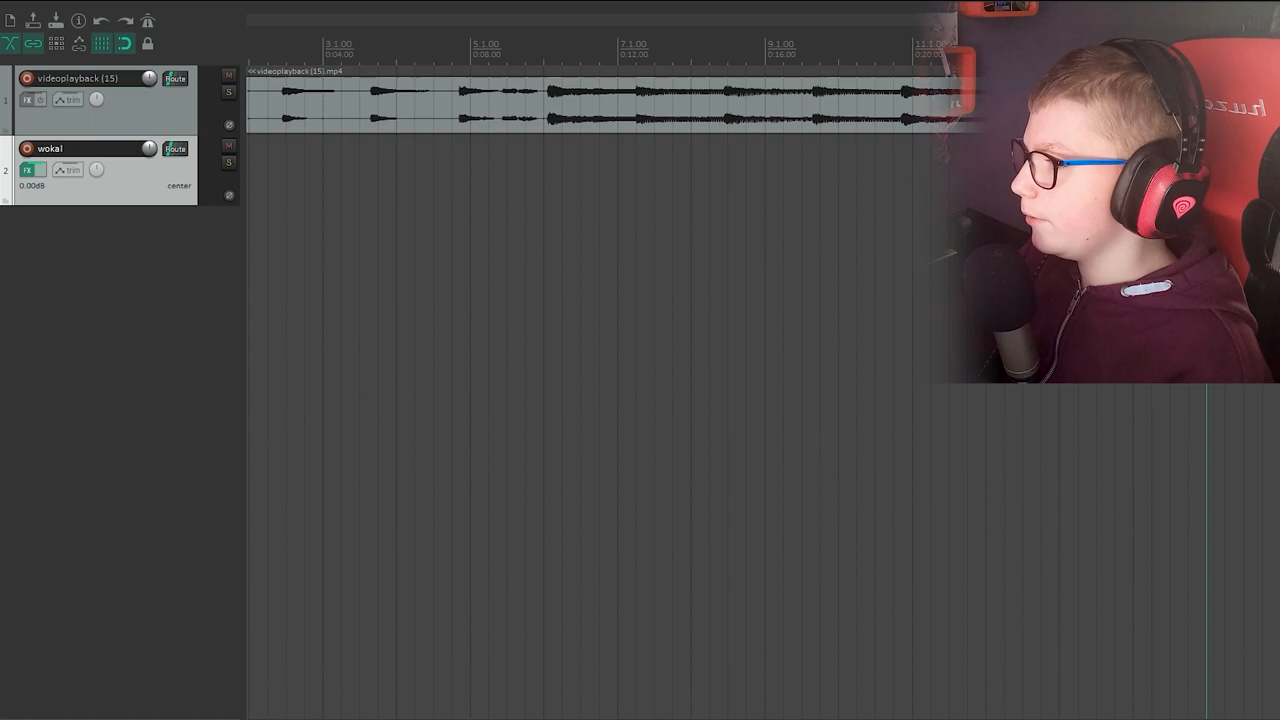 3.1.00
0:04.00
5.1.00
0:08.00
7.1.00
0:12.00
9.1.00
0:16.00
11.1.00
0:20.00
<<videoplayback (15).mp4
1
videoplayback (15)
Route
M
FX
trim
S
2
wokal
Route
M
FX
trim
S
0.00dB
center